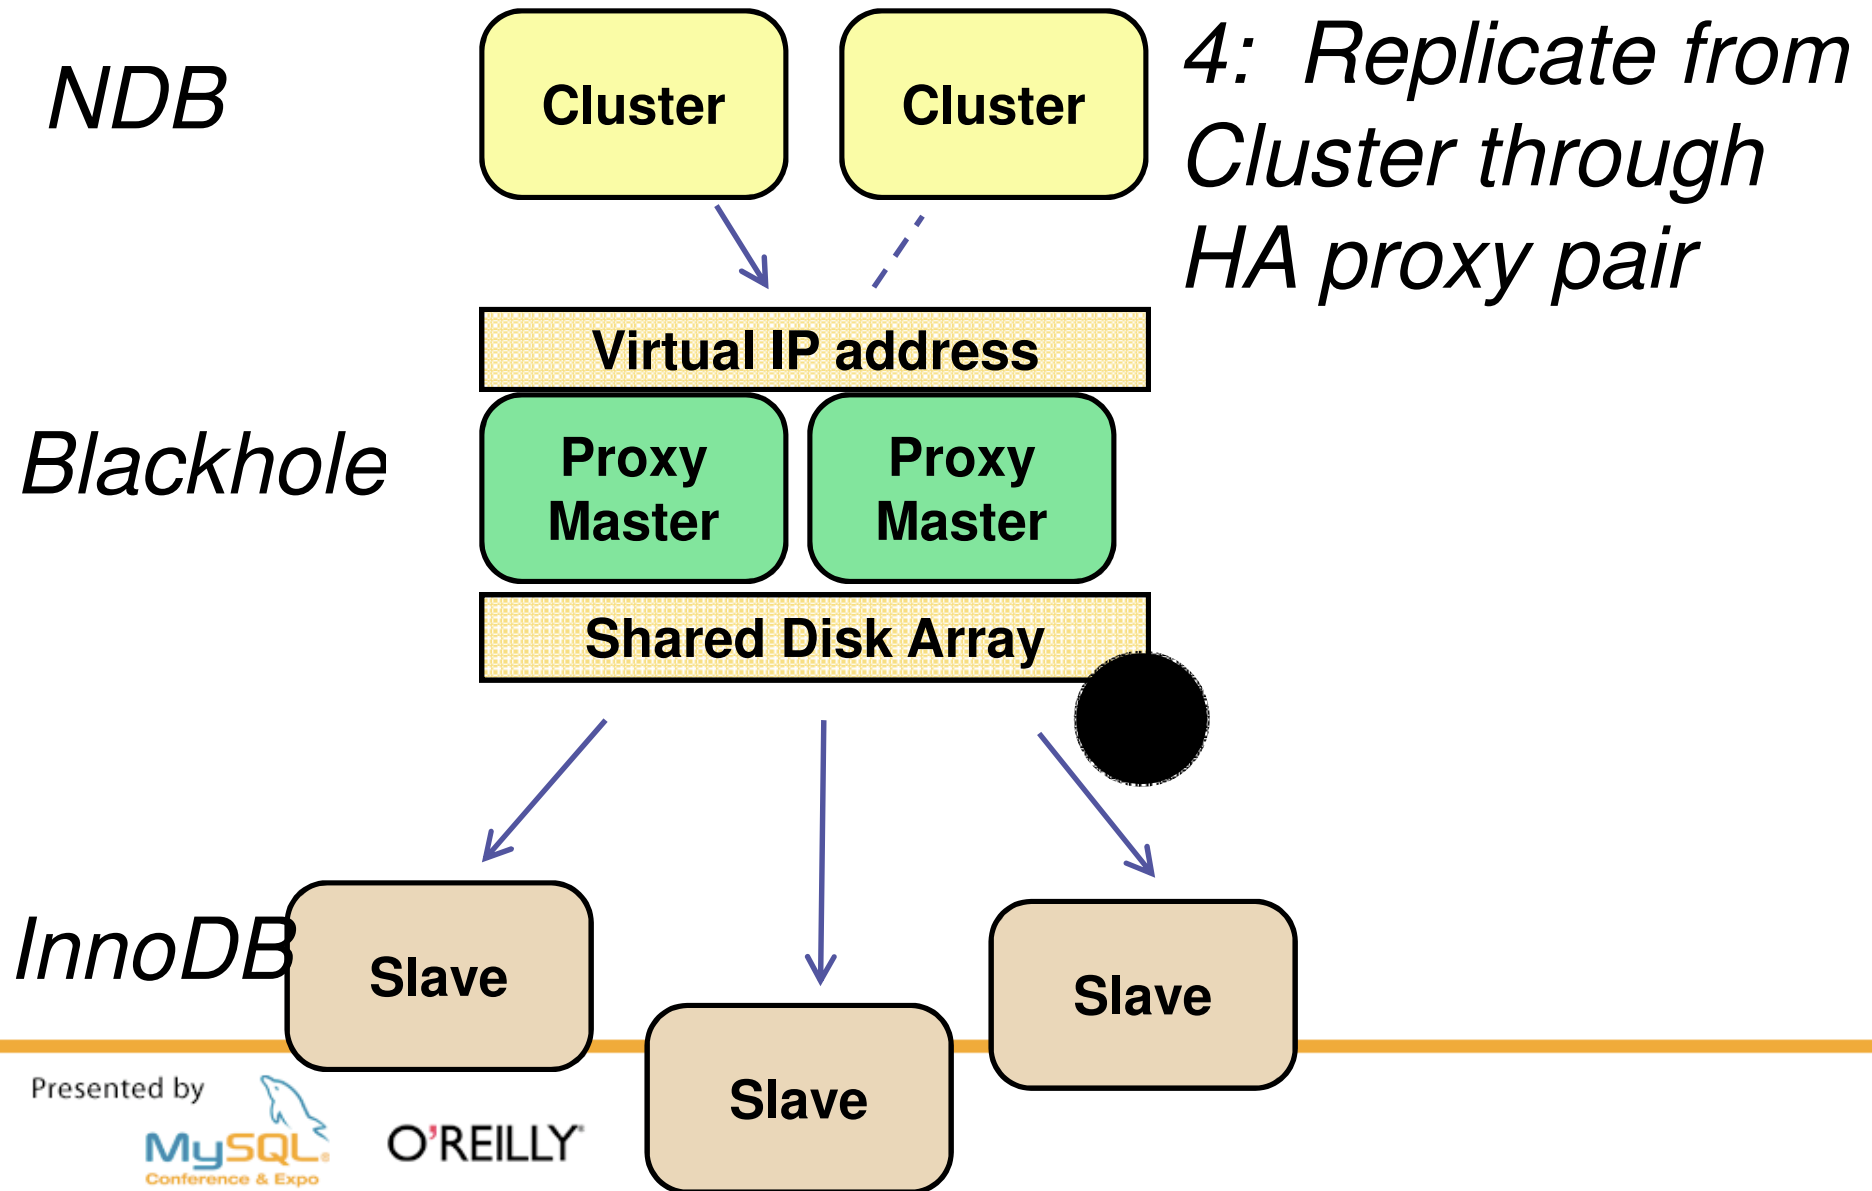 NDB
Cluster
Cluster
4: Replicate from
Cluster through
HA proxy pair
Virtual IP address
Blackhole
Proxy
Master
Proxy
Master
Shared Disk Array
InnoDB
Slave
Slave
Slave
Presented by
MySQL®
Conference & Expo
O'REILLY®